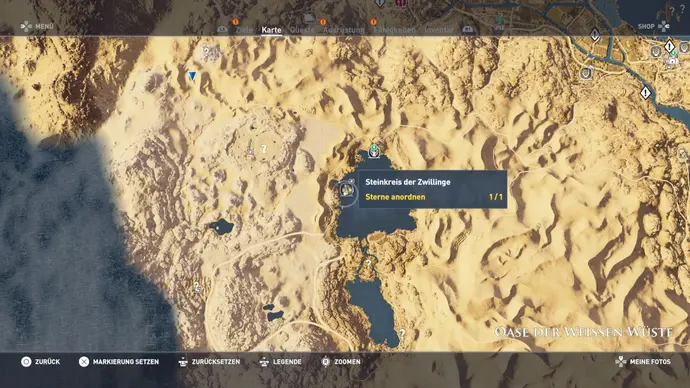 MENÜ
Ziele Karte Quests Ausrüstung Fähigkeiten Inventar
SHOP
Steinkreis der Zwillinge
Sterne anordnen 1/1
Oase der Weissen Wüste
ZURÜCK MARKIERUNG SETZEN ZURÜCKSETZEN LEGENDE ZOOMEN MEINE FOTOS